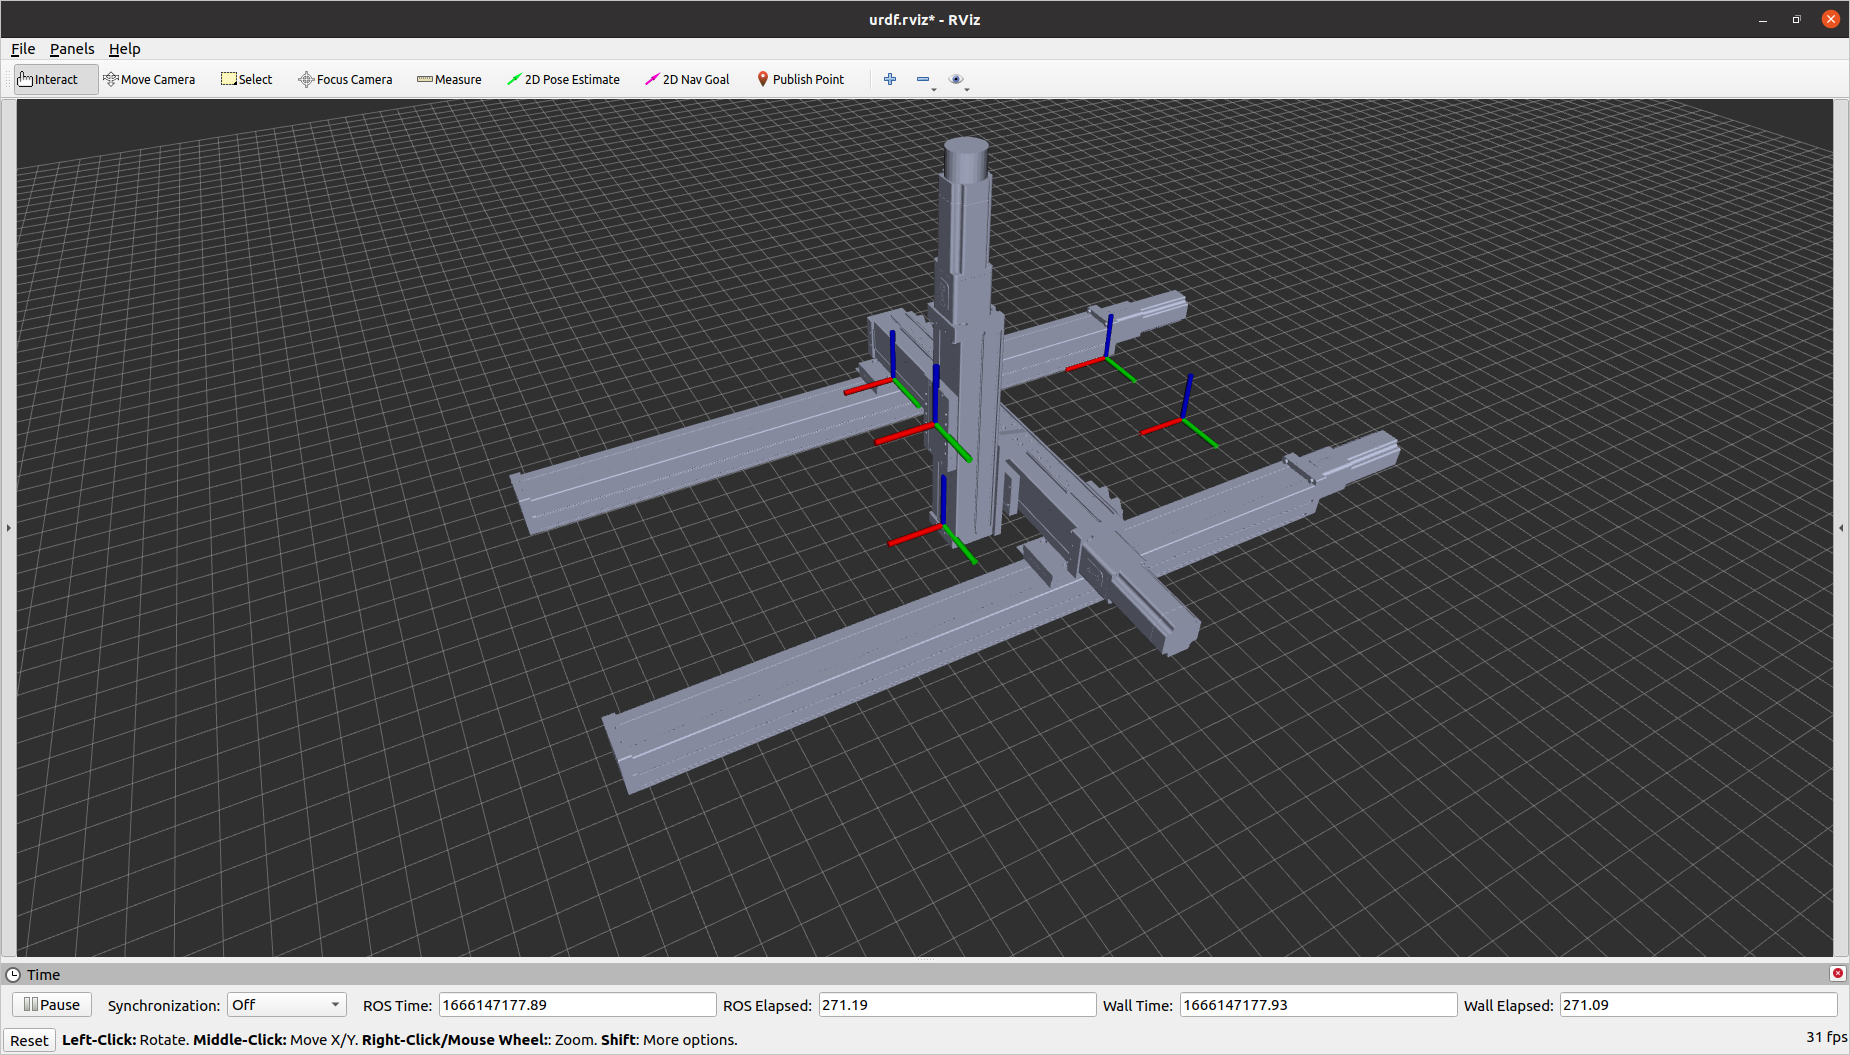 urdf.rviz* - RViz
File Panels Help
Interact Move Camera Select Focus Camera Measure 2D Pose Estimate 2D Nav Goal Publish Point
Time
Pause Synchronization: Off ROS Time: 1666147177.89 ROS Elapsed: 271.19 Wall Time: 1666147177.93 Wall Elapsed: 271.09
Reset Left-Click: Rotate. Middle-Click: Move X/Y. Right-Click/Mouse Wheel:: Zoom. Shift: More options. 31 fps